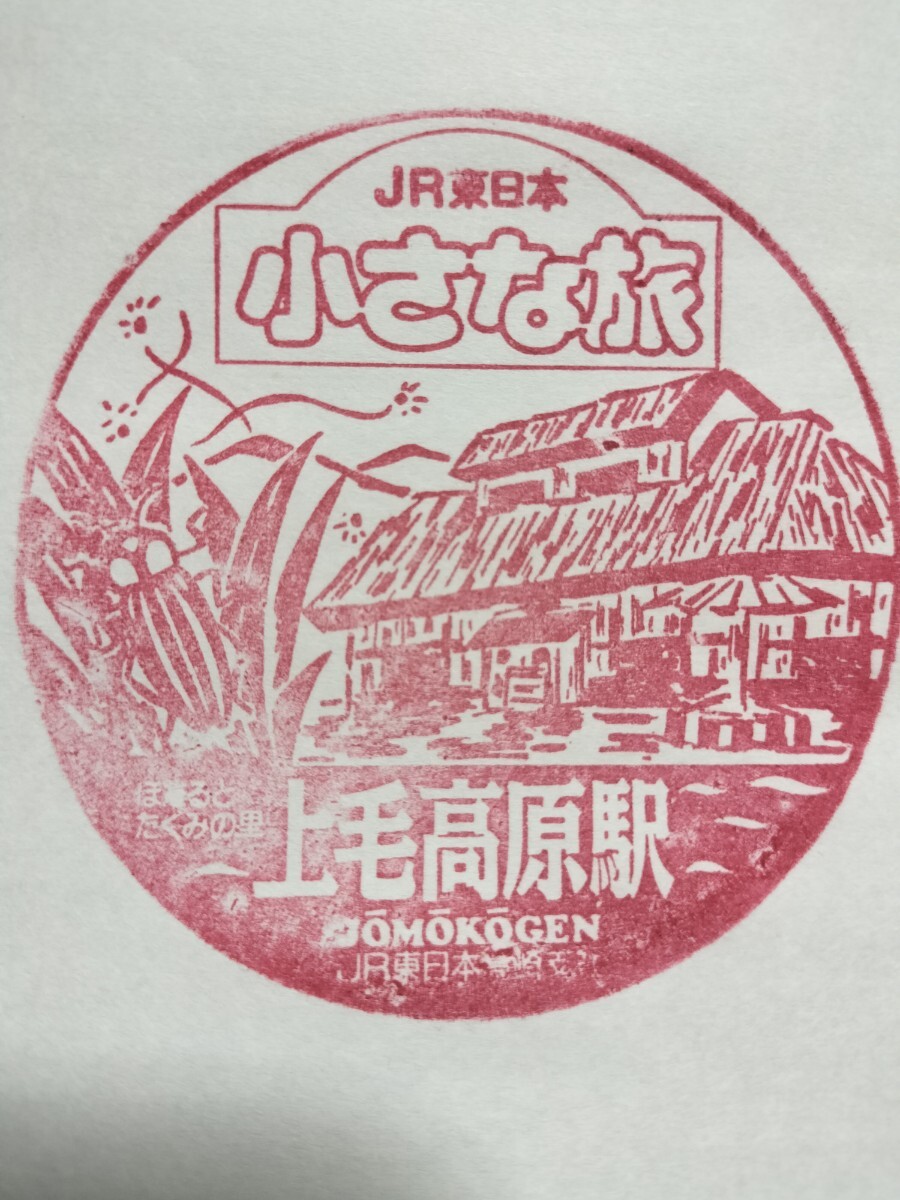 JR東日本
小さな旅
ほたると
たくみの里
上毛高原駅
JŌMŌKŌGEN
JR東日本高崎支社